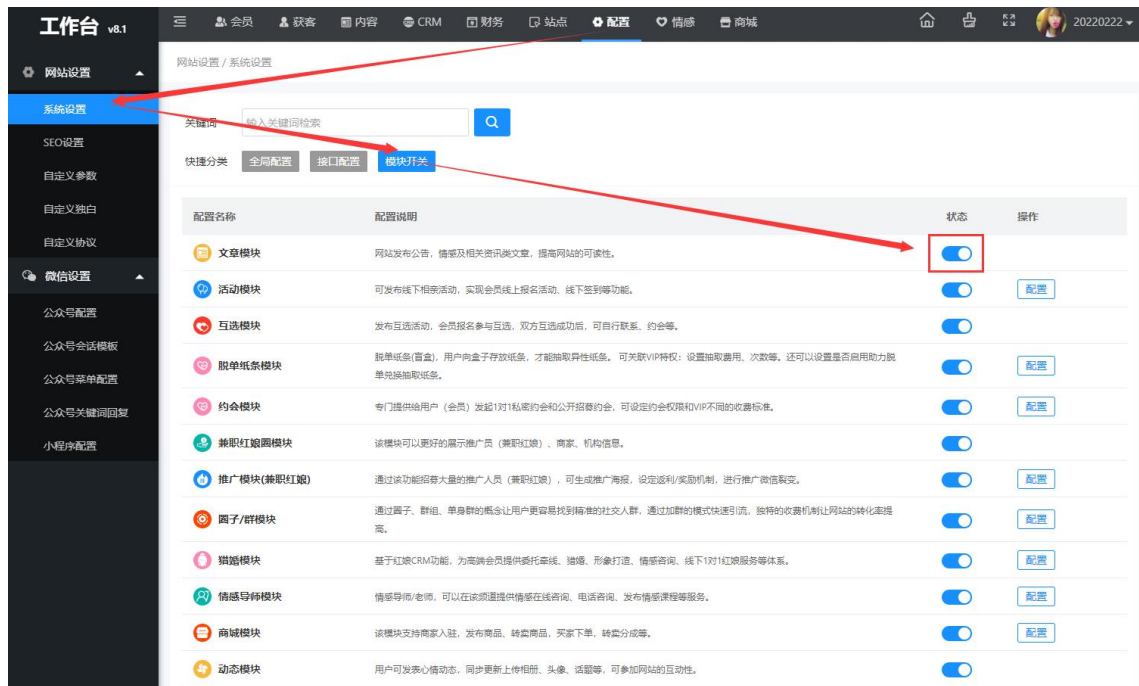 工作台 v8.1
会员 获客 内容 CRM 财务 站点 配置 情感 商城 20220222
网站设置
系统设置
SEO设置
自定义参数
自定义独白
自定义协议
微信设置
公众号配置
公众号会话模板
公众号菜单配置
公众号关键词回复
小程序配置
网站设置 / 系统设置
关键词 输入关键词检索
快捷分类 全局配置 接口配置 模块开关
配置名称 配置说明 状态 操作
文章模块 网站发布公告，情感及相关资讯类文章，提高网站的可读性。
活动模块 可发布线下相亲活动，实现会员线上报名活动、线下签到等功能。 配置
互选模块 发布互选活动，会员报名参与互选，双方互选成功后，可自行联系、约会等。
脱单纸条模块 脱单纸条(盲盒)，用户向盒子存放纸条，才能抽取异性纸条。 可关联VIP特权：设置抽取费用、次数等。还可以设置是否启用助力脱 配置
单兑换抽取纸条。
约会模块 专门提供给用户（会员）发起1对1私密约会和公开招募约会，可设定约会权限和VIP不同的收费标准。 配置
兼职红娘圈模块 该模块可以更好的展示推广员（兼职红娘）、商家、机构信息。
推广模块(兼职红娘) 通过该功能招募大量的推广人员（兼职红娘），可生成推广海报，设定返利/奖励机制，进行推广微信裂变。 配置
圈子/群模块 通过圈子、群组、单身群的概念让用户更容易找到精准的社交人群，通过加群的模式快速引流，独特的收费机制让网站的转化率提 配置
高。
猎婚模块 基于红娘CRM功能，为高端会员提供委托牵线、猎婚、形象打造、情感咨询、线下1对1红娘服务等体系。 配置
情感导师模块 情感导师/老师，可以在该频道提供情感在线咨询、电话咨询、发布情感课程等服务。 配置
商城模块 该模块支持商家入驻，发布商品、转卖商品，买家下单，转卖分成等。 配置
动态模块 用户可发表心情动态，同步更新上传相册、头像、话题等，可参加网站的互动性。